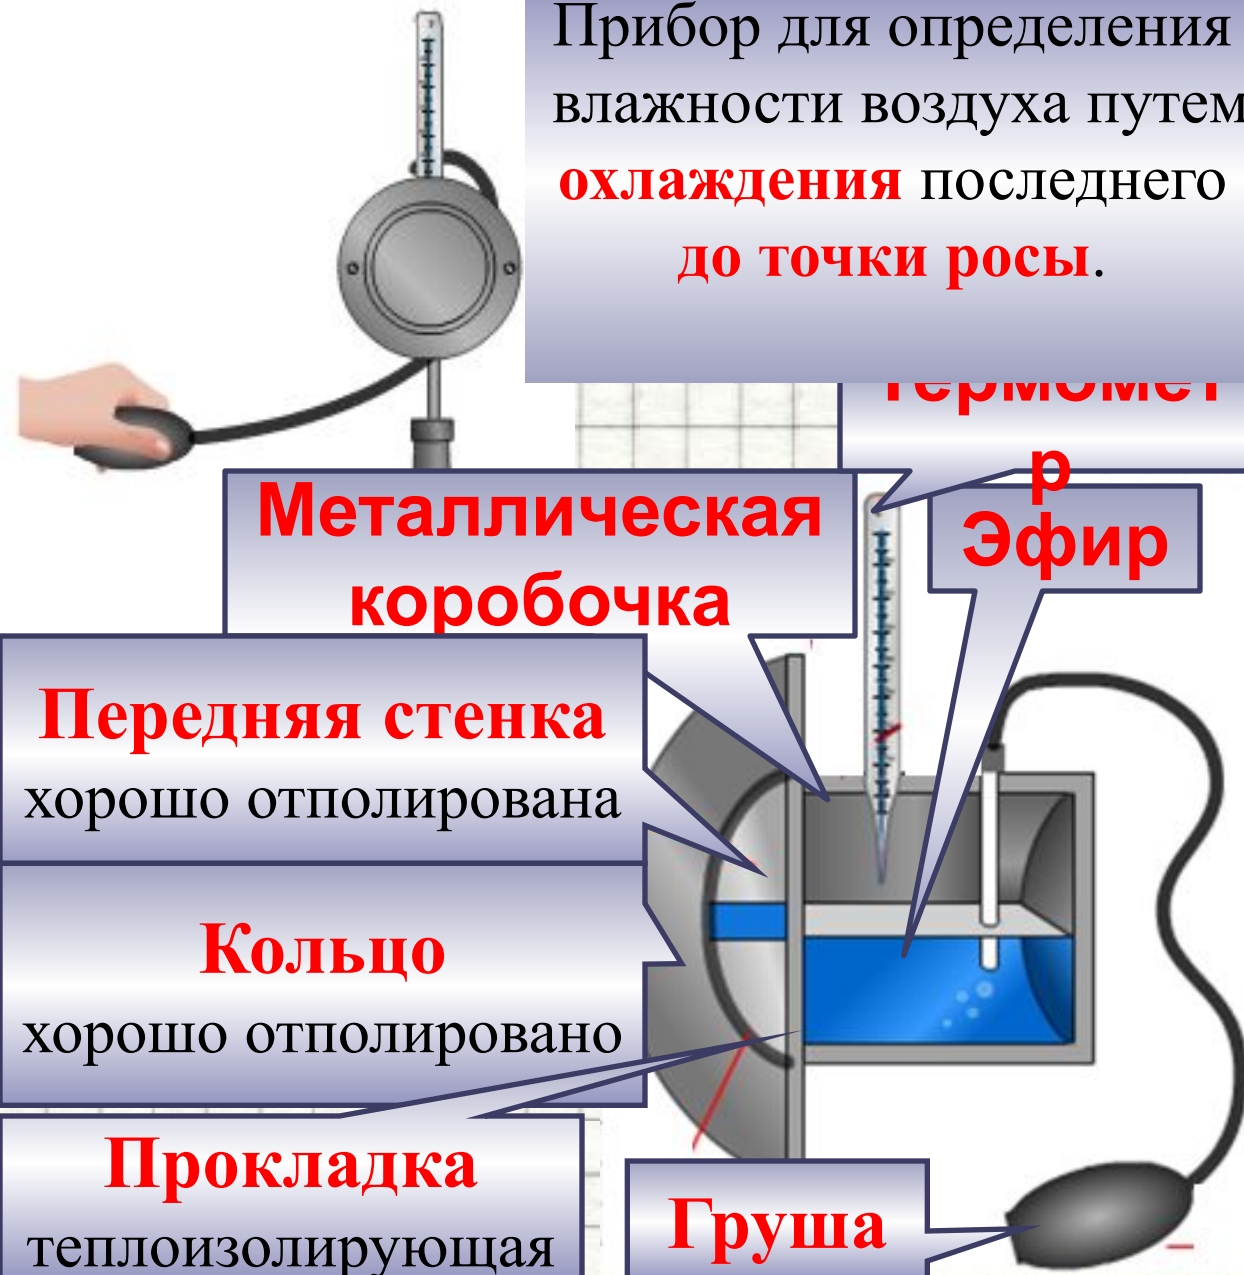 Прибор для определения
влажности воздуха путем
охлаждения последнего
до точки росы.
термомет
р
Эфир
Металлическая
коробочка
Передняя стенка
хорошо отполирована
Кольцо
хорошо отполировано
Прокладка
теплоизолирующая
Груша